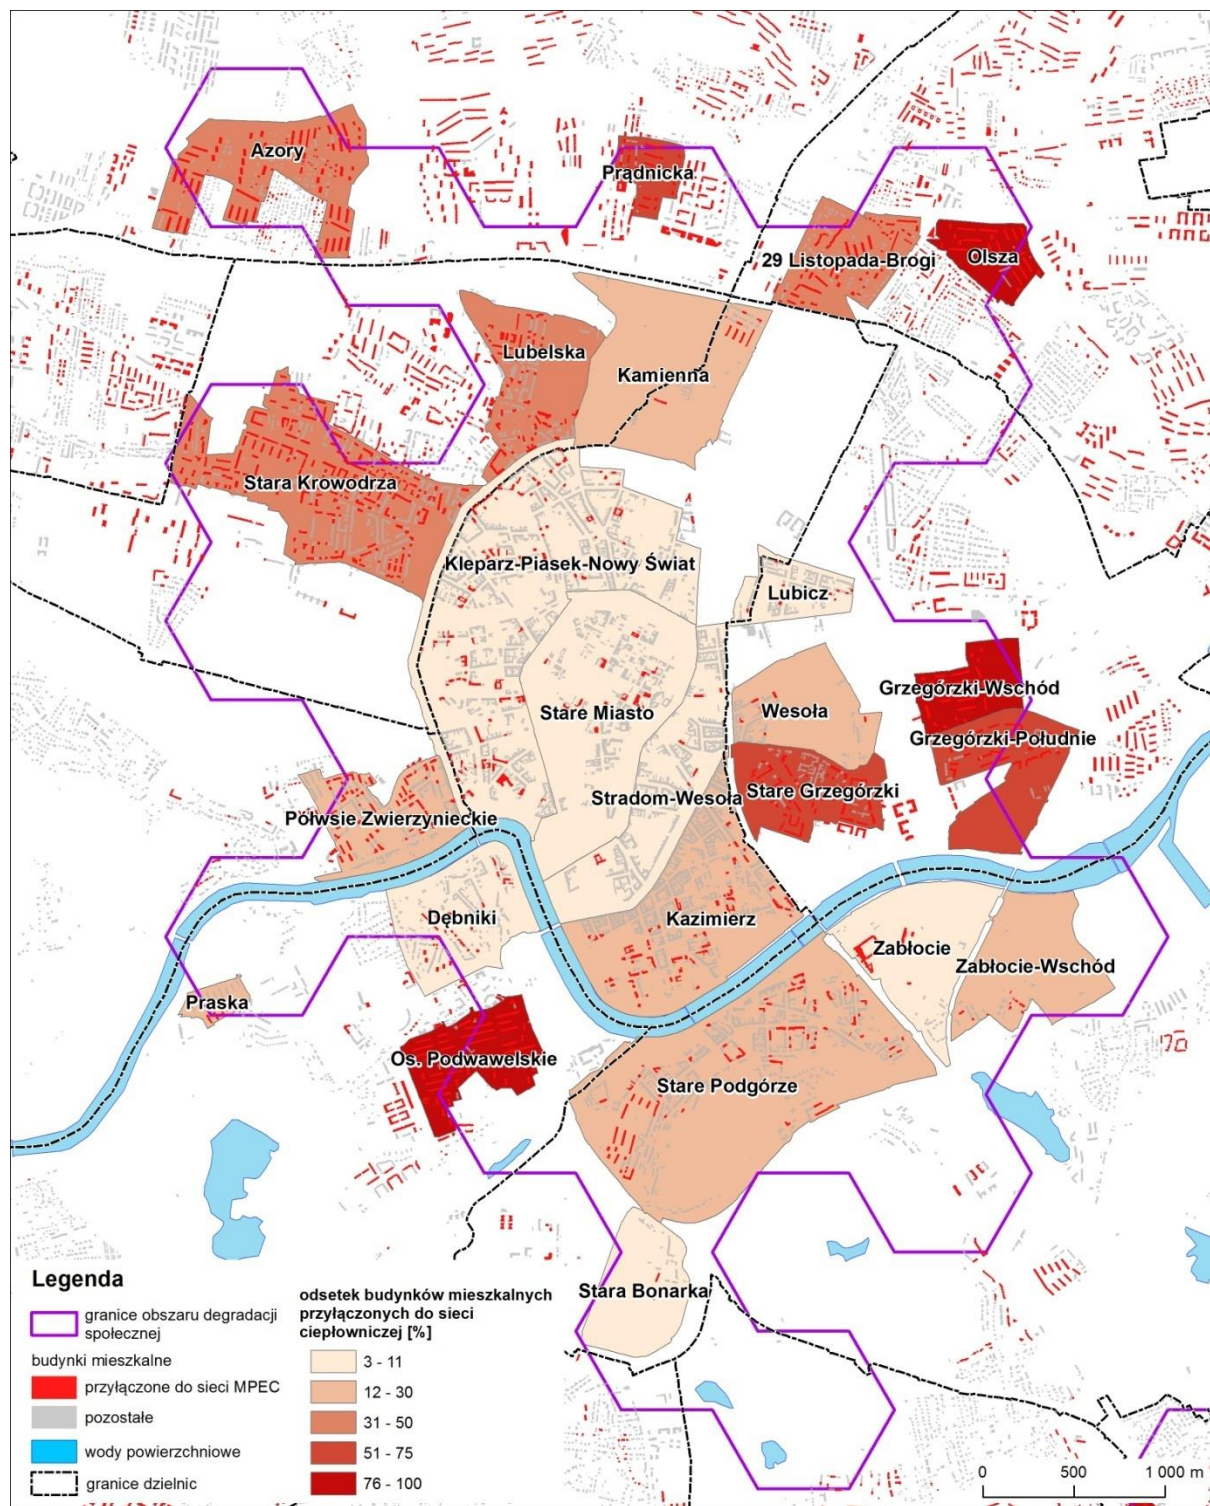 Azory
Prądnicka
29 Listopada-Brogi
Olsza
Lubelska
Kamienna
Stara Krowodrza
Kleparz-Piasek-Nowy Świat
Lubicz
Grzegórzki-Wschód
Stare Miasto
Wesoła
Grzegórzki-Południe
Stradom-Wesoła
Stare Grzegórzki
Półwsie Zwierzynieckie
Dębniki
Kazimierz
Zabłocie
Zabłocie-Wschód
Praska
Os. Podwawelskie
Stare Podgórze
Stara Bonarka
Legenda
granice obszaru degradacji
społecznej
budynki mieszkalne
przyłączone do sieci MPEC
pozostałe
wody powierzchniowe
granice dzielnic
odsetek budynków mieszkalnych
przyłączonych do sieci
ciepłowniczej [%]
3 - 11
12 - 30
31 - 50
51 - 75
76 - 100
0 500 1 000 m